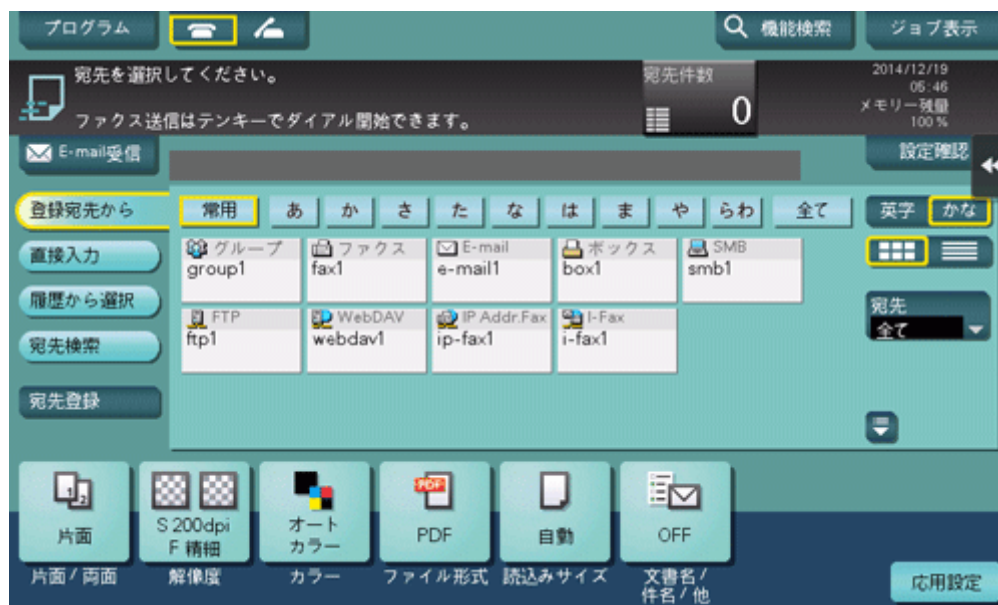 プログラム
機能検索
ジョブ表示
宛先を選択してください。
ファクス送信はテンキーでダイアル開始できます。
宛先件数
0
2014/12/19
05:46
メモリー残量
100 %
E-mail受信
設定確認
登録宛先から
直接入力
履歴から選択
宛先検索
宛先登録
常用 あ か さ た な は ま や らわ 全て
英字 かな
グループ
group1
ファクス
fax1
E-mail
e-mail1
ボックス
box1
SMB
smb1
FTP
ftp1
WebDAV
webdav1
IP Addr.Fax
ip-fax1
I-Fax
i-fax1
宛先
全て
片面
片面/両面
S 200dpi
F 精細
解像度
オート
カラー
カラー
PDF
PDF
ファイル形式
自動
読込みサイズ
OFF
文書名/
件名/他
応用設定